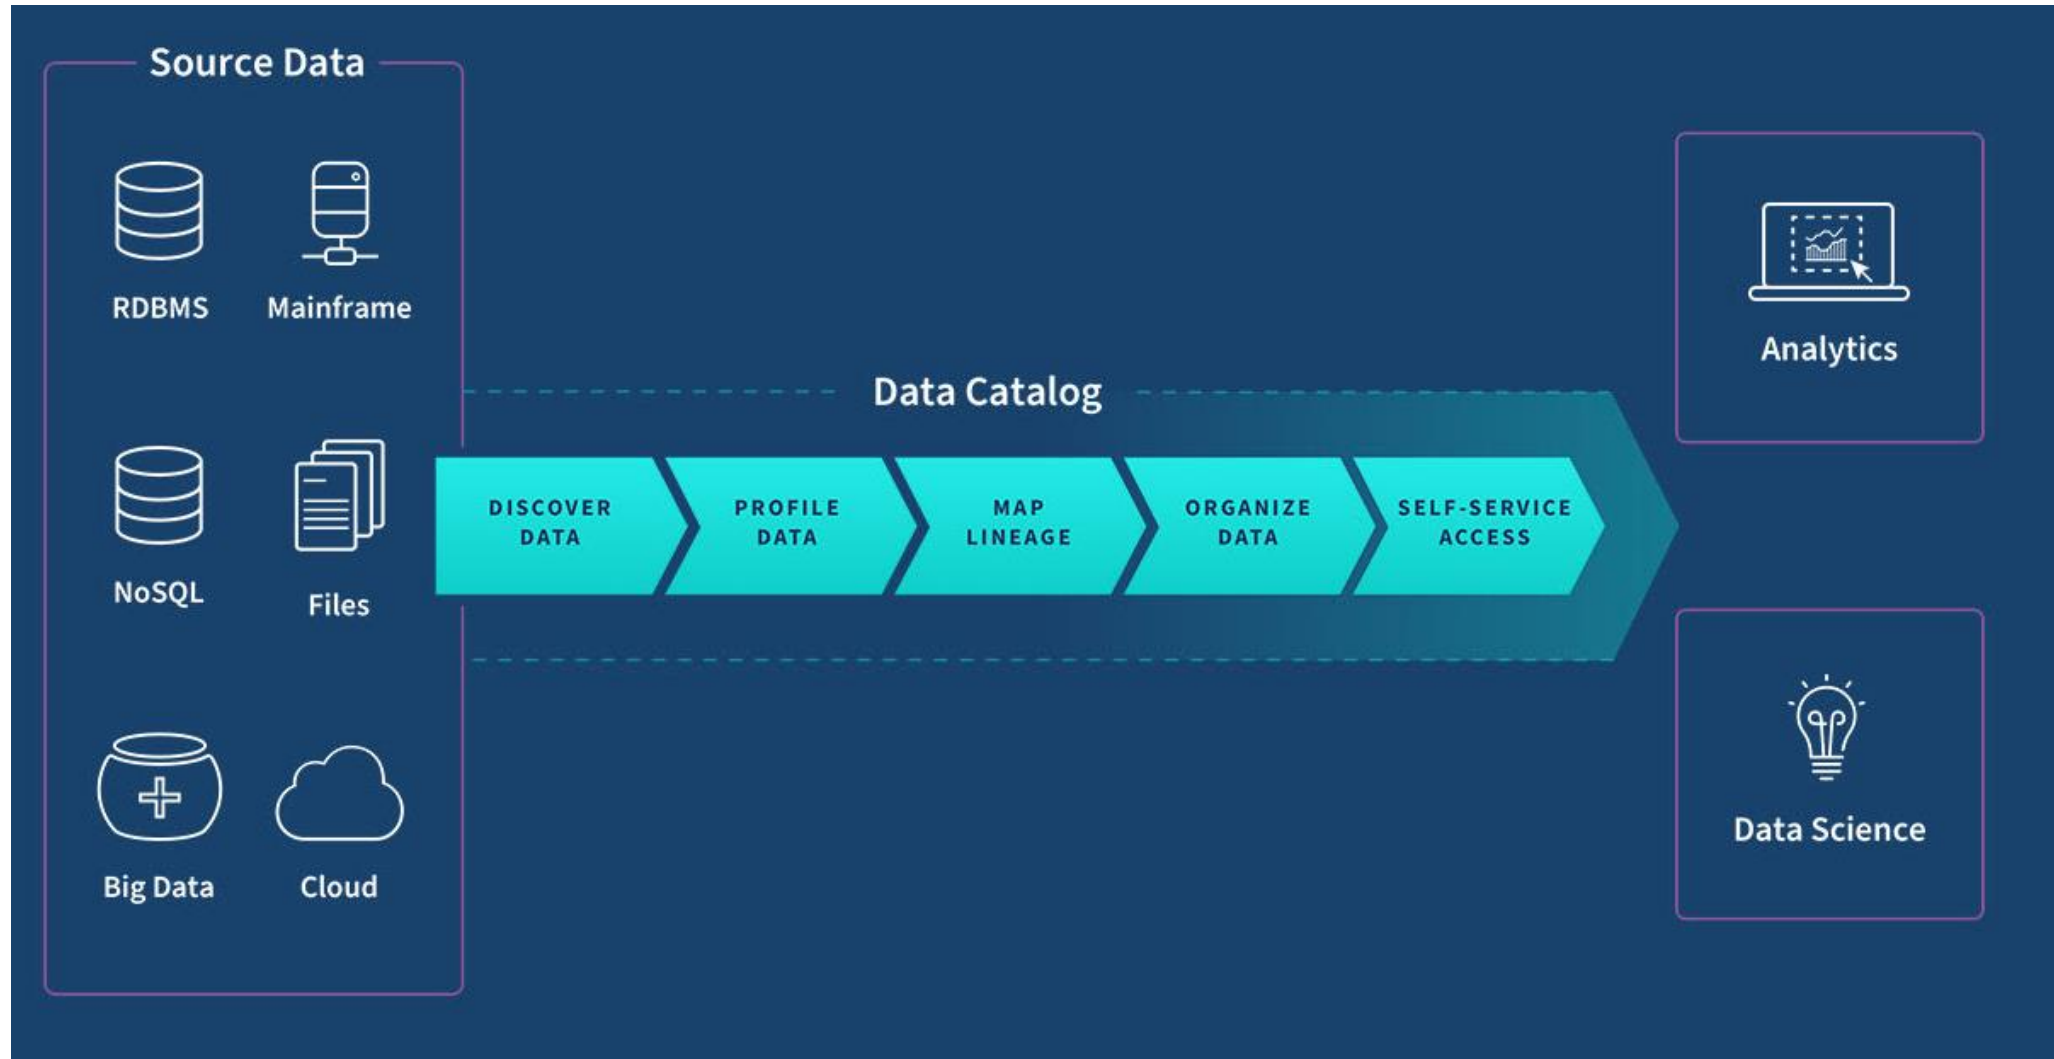 Source Data
RDBMS
Mainframe
NoSQL
Files
Big Data
Cloud
Data Catalog
DISCOVER
DATA
PROFILE
DATA
MAP
LINEAGE
ORGANIZE
DATA
SELF-SERVICE
ACCESS
Analytics
Data Science